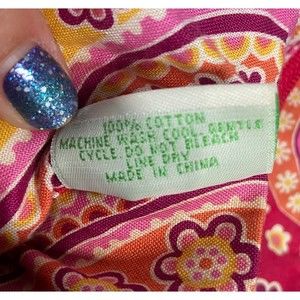 100% COTTON
MACHINE WASH COOL, GENTLE
CYCLE, DO NOT BLEACH
LINE DRY
MADE IN CHINA